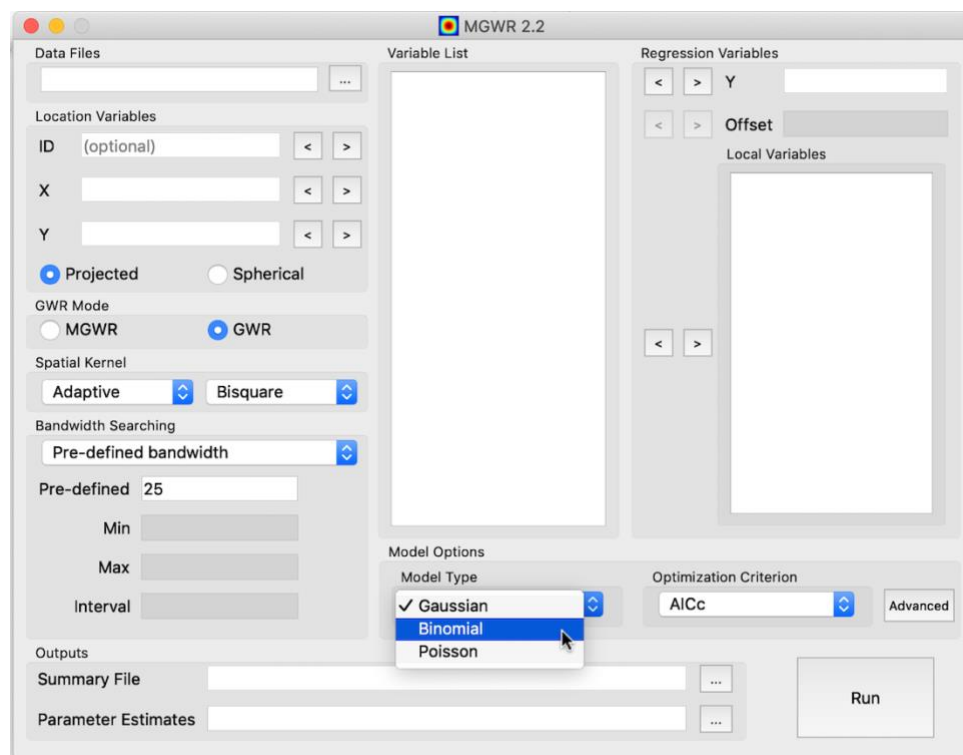 MGWR 2.2
Data Files
...
Location Variables
ID (optional) < >
X < >
Y < >
Projected Spherical
GWR Mode
MGWR GWR
Spatial Kernel
Adaptive Bisquare
Bandwidth Searching
Pre-defined bandwidth
Pre-defined 25
Min
Max
Interval
Variable List
Regression Variables
< > Y
< > Offset
Local Variables
< >
Model Options
Model Type
✓ Gaussian
Binomial
Poisson
Optimization Criterion
AICc
Advanced
Outputs
Summary File ...
Parameter Estimates ...
Run